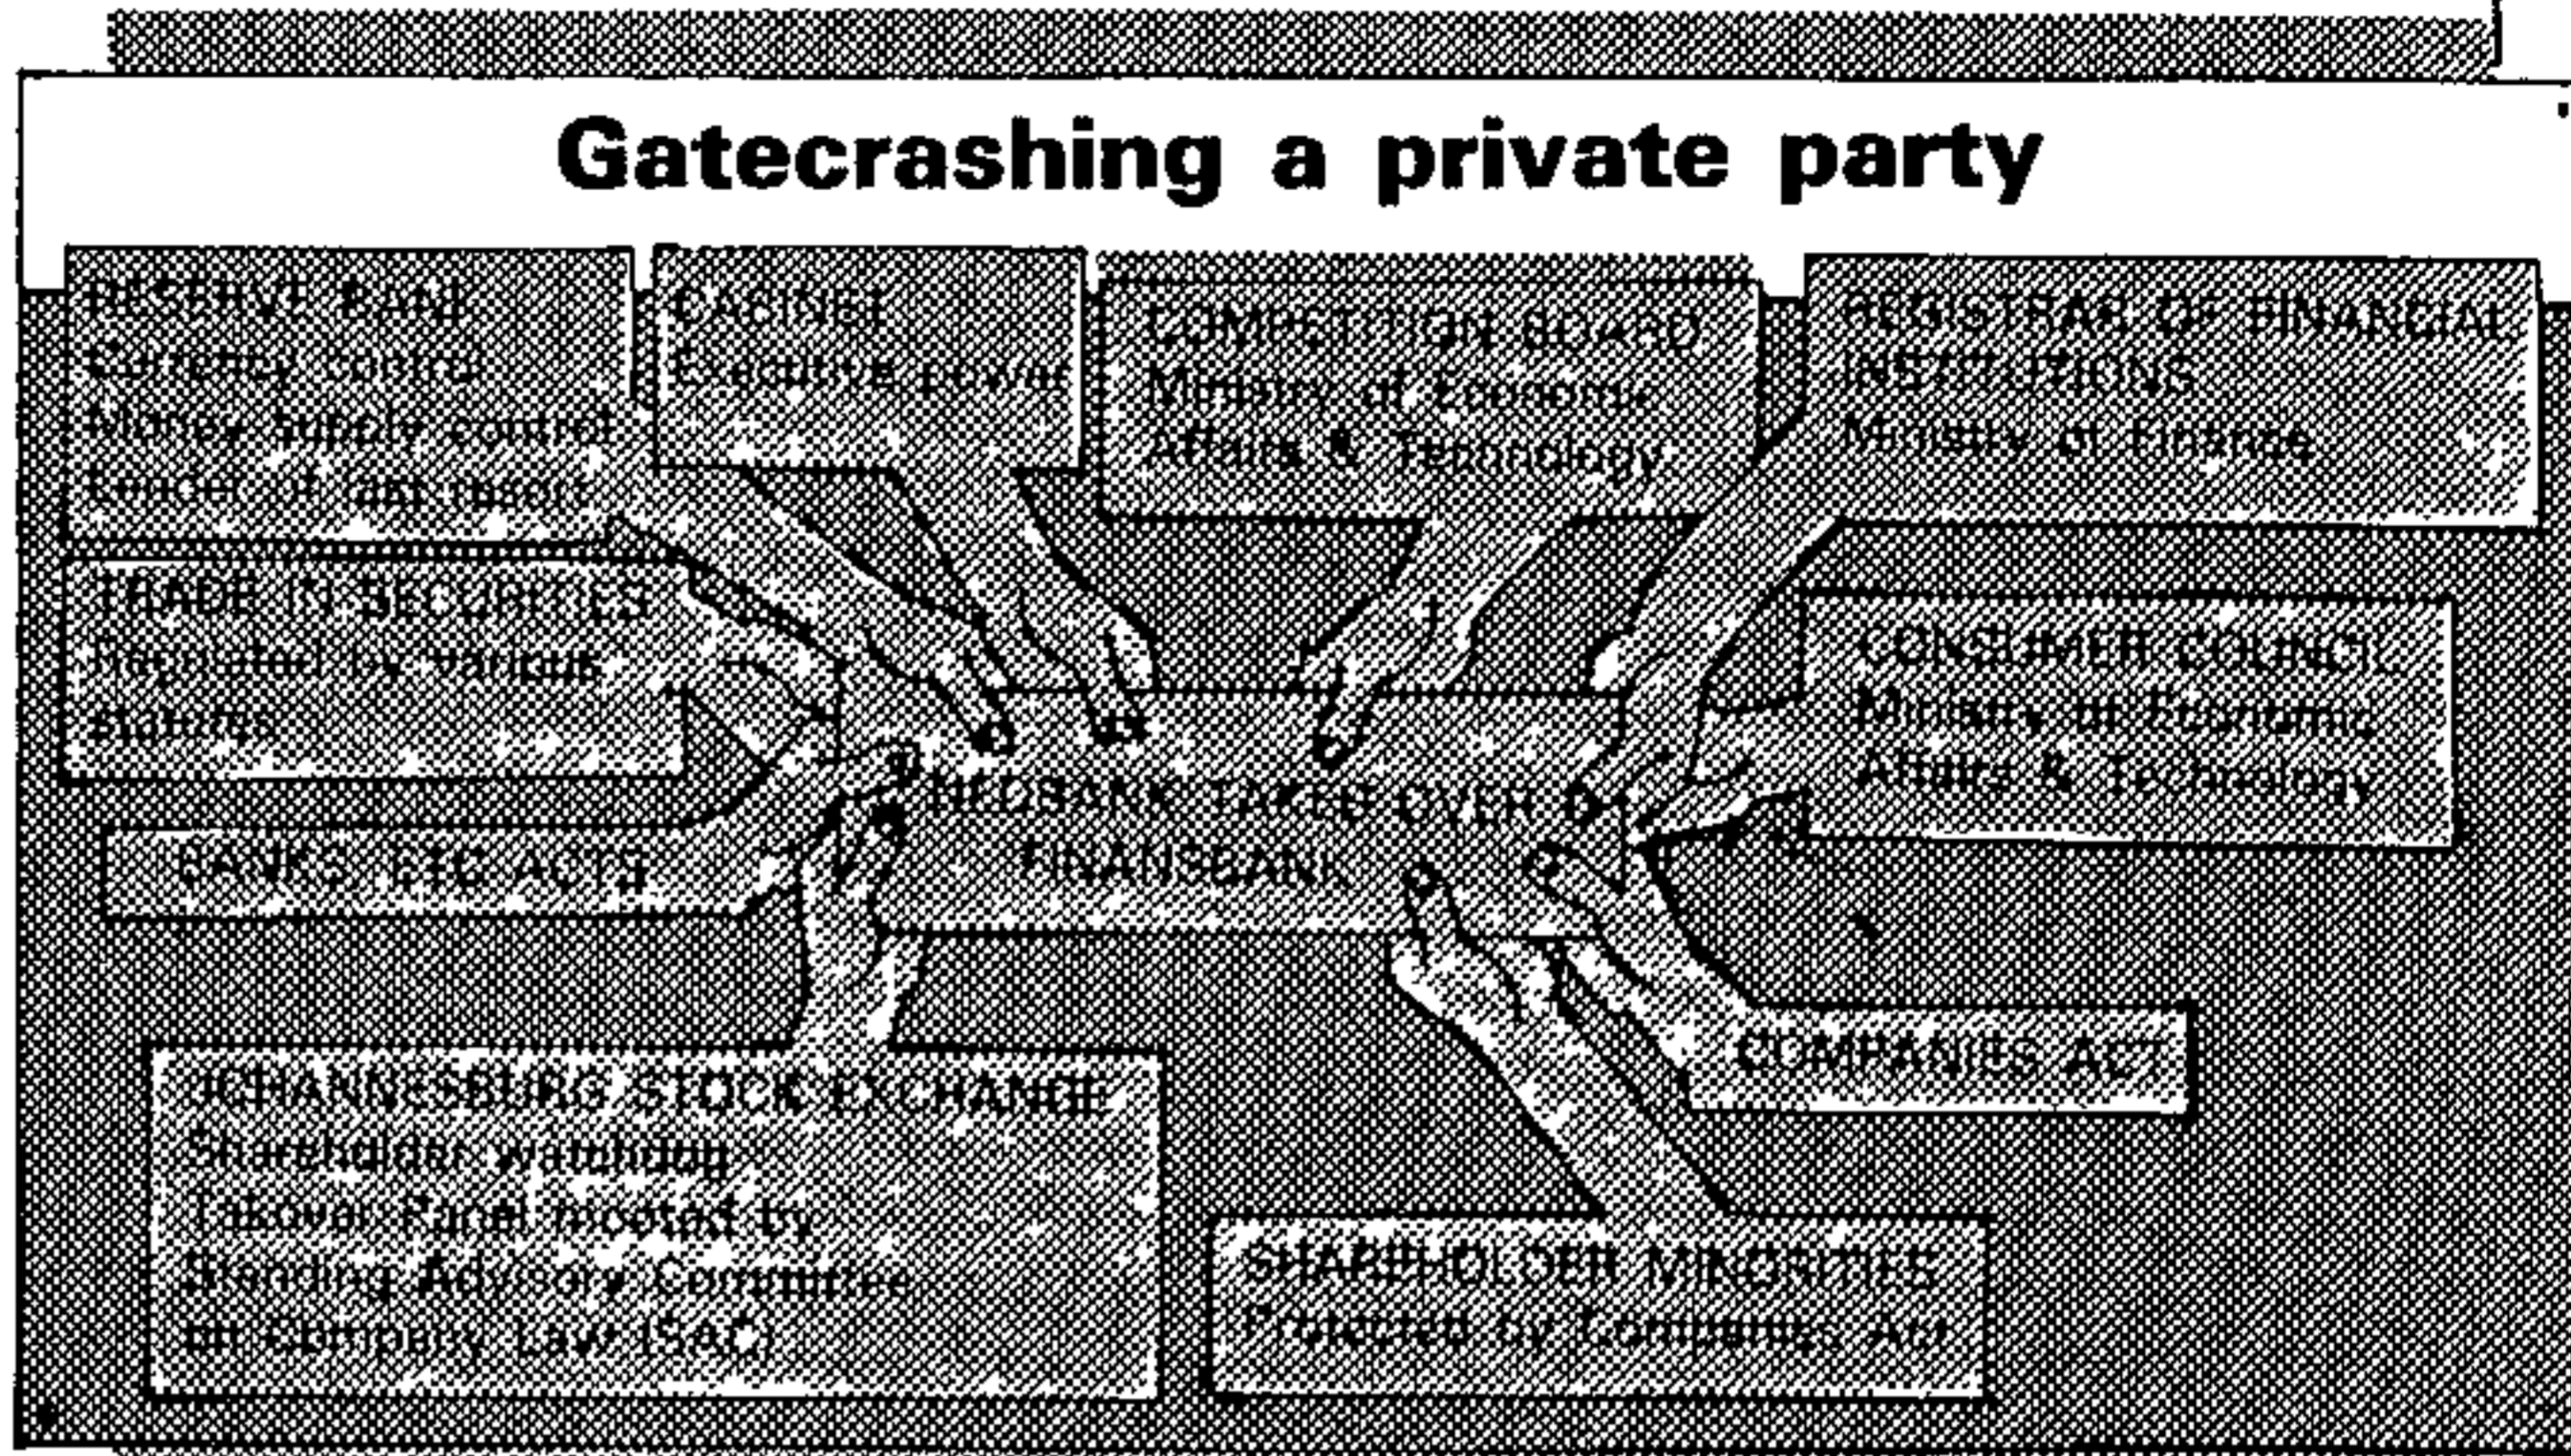 Gatecrashing a private party
RESERVE BANK
Currency control
Money supply control
Lender of last resort
CABINET
Executive power
COMPETITION BOARD
Ministry of Economic
Affairs & Technology
REGISTRAR OF FINANCIAL
INSTITUTIONS
Ministry of Finance
TRADE IN SECURITIES
Regulated by various
statutes
CONSUMER COUNCIL
Ministry of Economic
Affairs & Technology
NEDBANK TAKES OVER
FINANSBANK
BANKS ETC ACTS
COMPANIES ACT
JOHANNESBURG STOCK EXCHANGE
Shareholder watchdog
Takover Panel mooted by
Standing Advisory Committee
on Company Law (SAC)
SHAREHOLDER MINORITIES
Protected by Companies Act